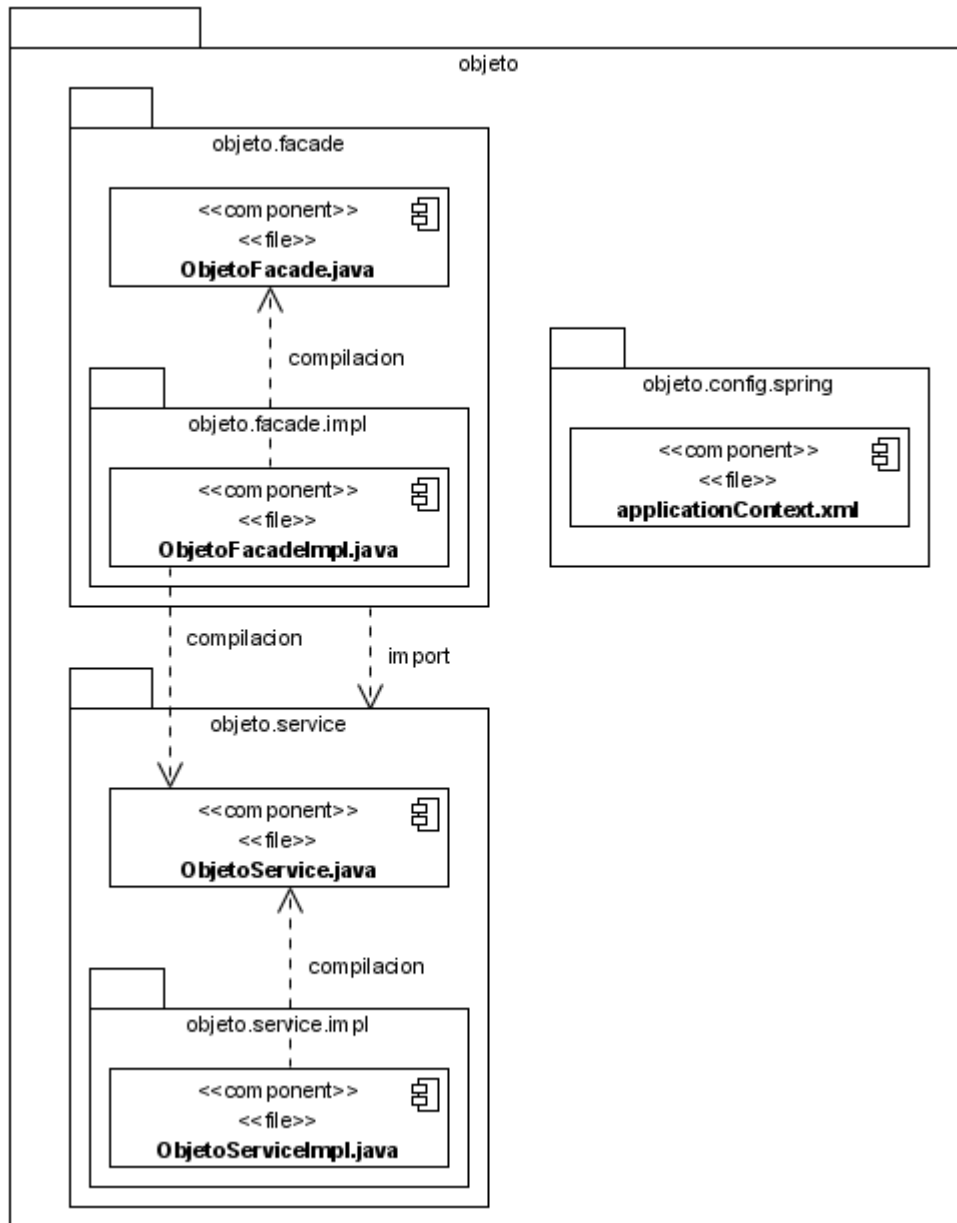 objeto
objeto.facade
<<component>>
<<file>>
ObjetoFacade.java
compilacion
objeto.facade.impl
<<component>>
<<file>>
ObjetoFacadeImpl.java
objeto.config.spring
<<component>>
<<file>>
applicationContext.xml
compilacion
import
objeto.service
<<component>>
<<file>>
ObjetoService.java
compilacion
objeto.service.impl
<<component>>
<<file>>
ObjetoServiceImpl.java